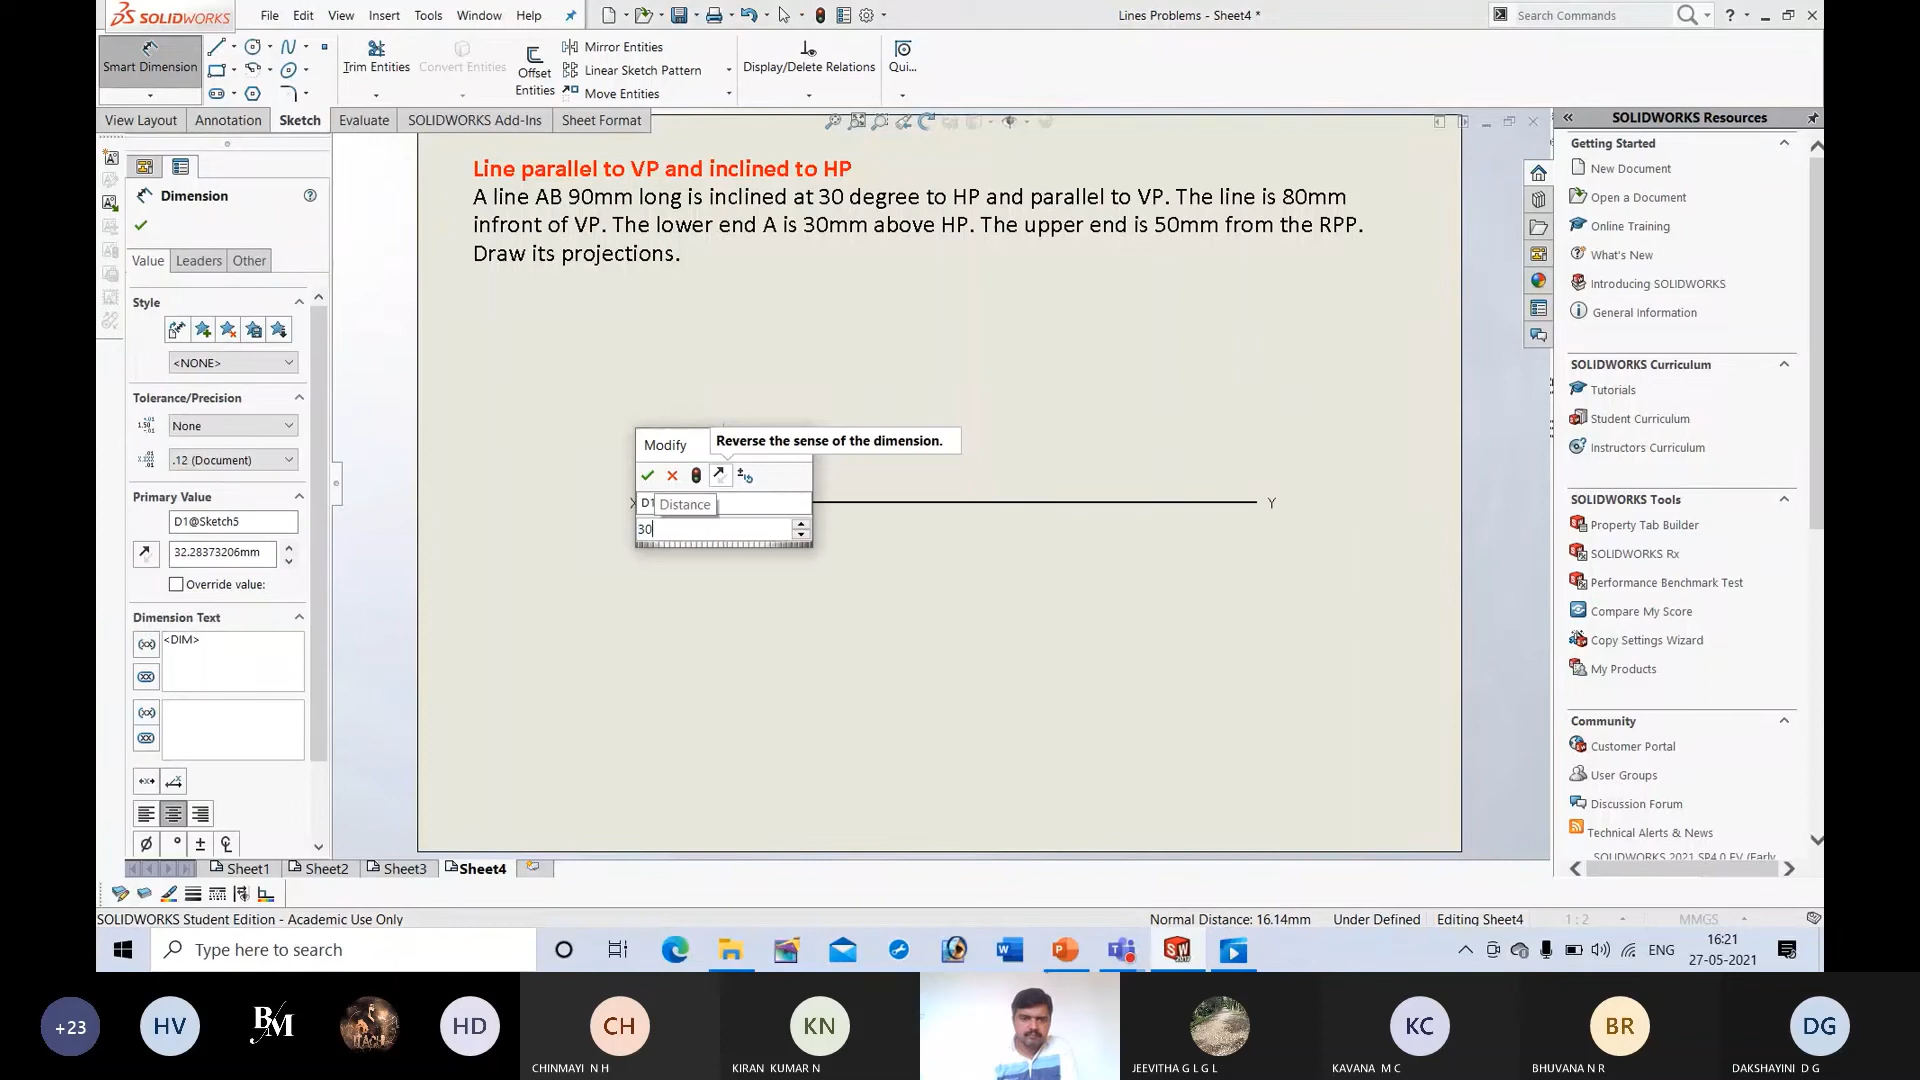 SOLIDWORKS
File Edit View Insert Tools Window Help
Lines Problems - Sheet4 *
Search Commands
Smart Dimension
Trim Entities
Convert Entities
Offset Entities
Mirror Entities
Linear Sketch Pattern
Move Entities
Display/Delete Relations
Qui...
View Layout Annotation Sketch Evaluate SOLIDWORKS Add-Ins Sheet Format
Dimension
Value Leaders Other
Style
<NONE>
Tolerance/Precision
None
.12 (Document)
Primary Value
D1@Sketch5
32.28373206mm
Override value:
Dimension Text
<DIM>
Line parallel to VP and inclined to HP
A line AB 90mm long is inclined at 30 degree to HP and parallel to VP. The line is 80mm
infront of VP. The lower end A is 30mm above HP. The upper end is 50mm from the RPP.
Draw its projections.
Modify
Reverse the sense of the dimension.
D1
Distance
30
Y
SOLIDWORKS Resources
Getting Started
New Document
Open a Document
Online Training
What's New
Introducing SOLIDWORKS
General Information
SOLIDWORKS Curriculum
Tutorials
Student Curriculum
Instructors Curriculum
SOLIDWORKS Tools
Property Tab Builder
SOLIDWORKS Rx
Performance Benchmark Test
Compare My Score
Copy Settings Wizard
My Products
Community
Customer Portal
User Groups
Discussion Forum
Technical Alerts & News
SOLIDWORKS 2021 SP4.0 EV (Early
Sheet1 Sheet2 Sheet3 Sheet4
SOLIDWORKS Student Edition - Academic Use Only
Normal Distance: 16.14mm Under Defined Editing Sheet4 1 : 2 MMGS
Type here to search
ENG
16:21
27-05-2021
+23 HV BM HD CH KN KC BR DG
CHINMAYI N H
KIRAN KUMAR N
JEEVITHA G L G L
KAVANA M C
BHUVANA N R
DAKSHAYINI D G